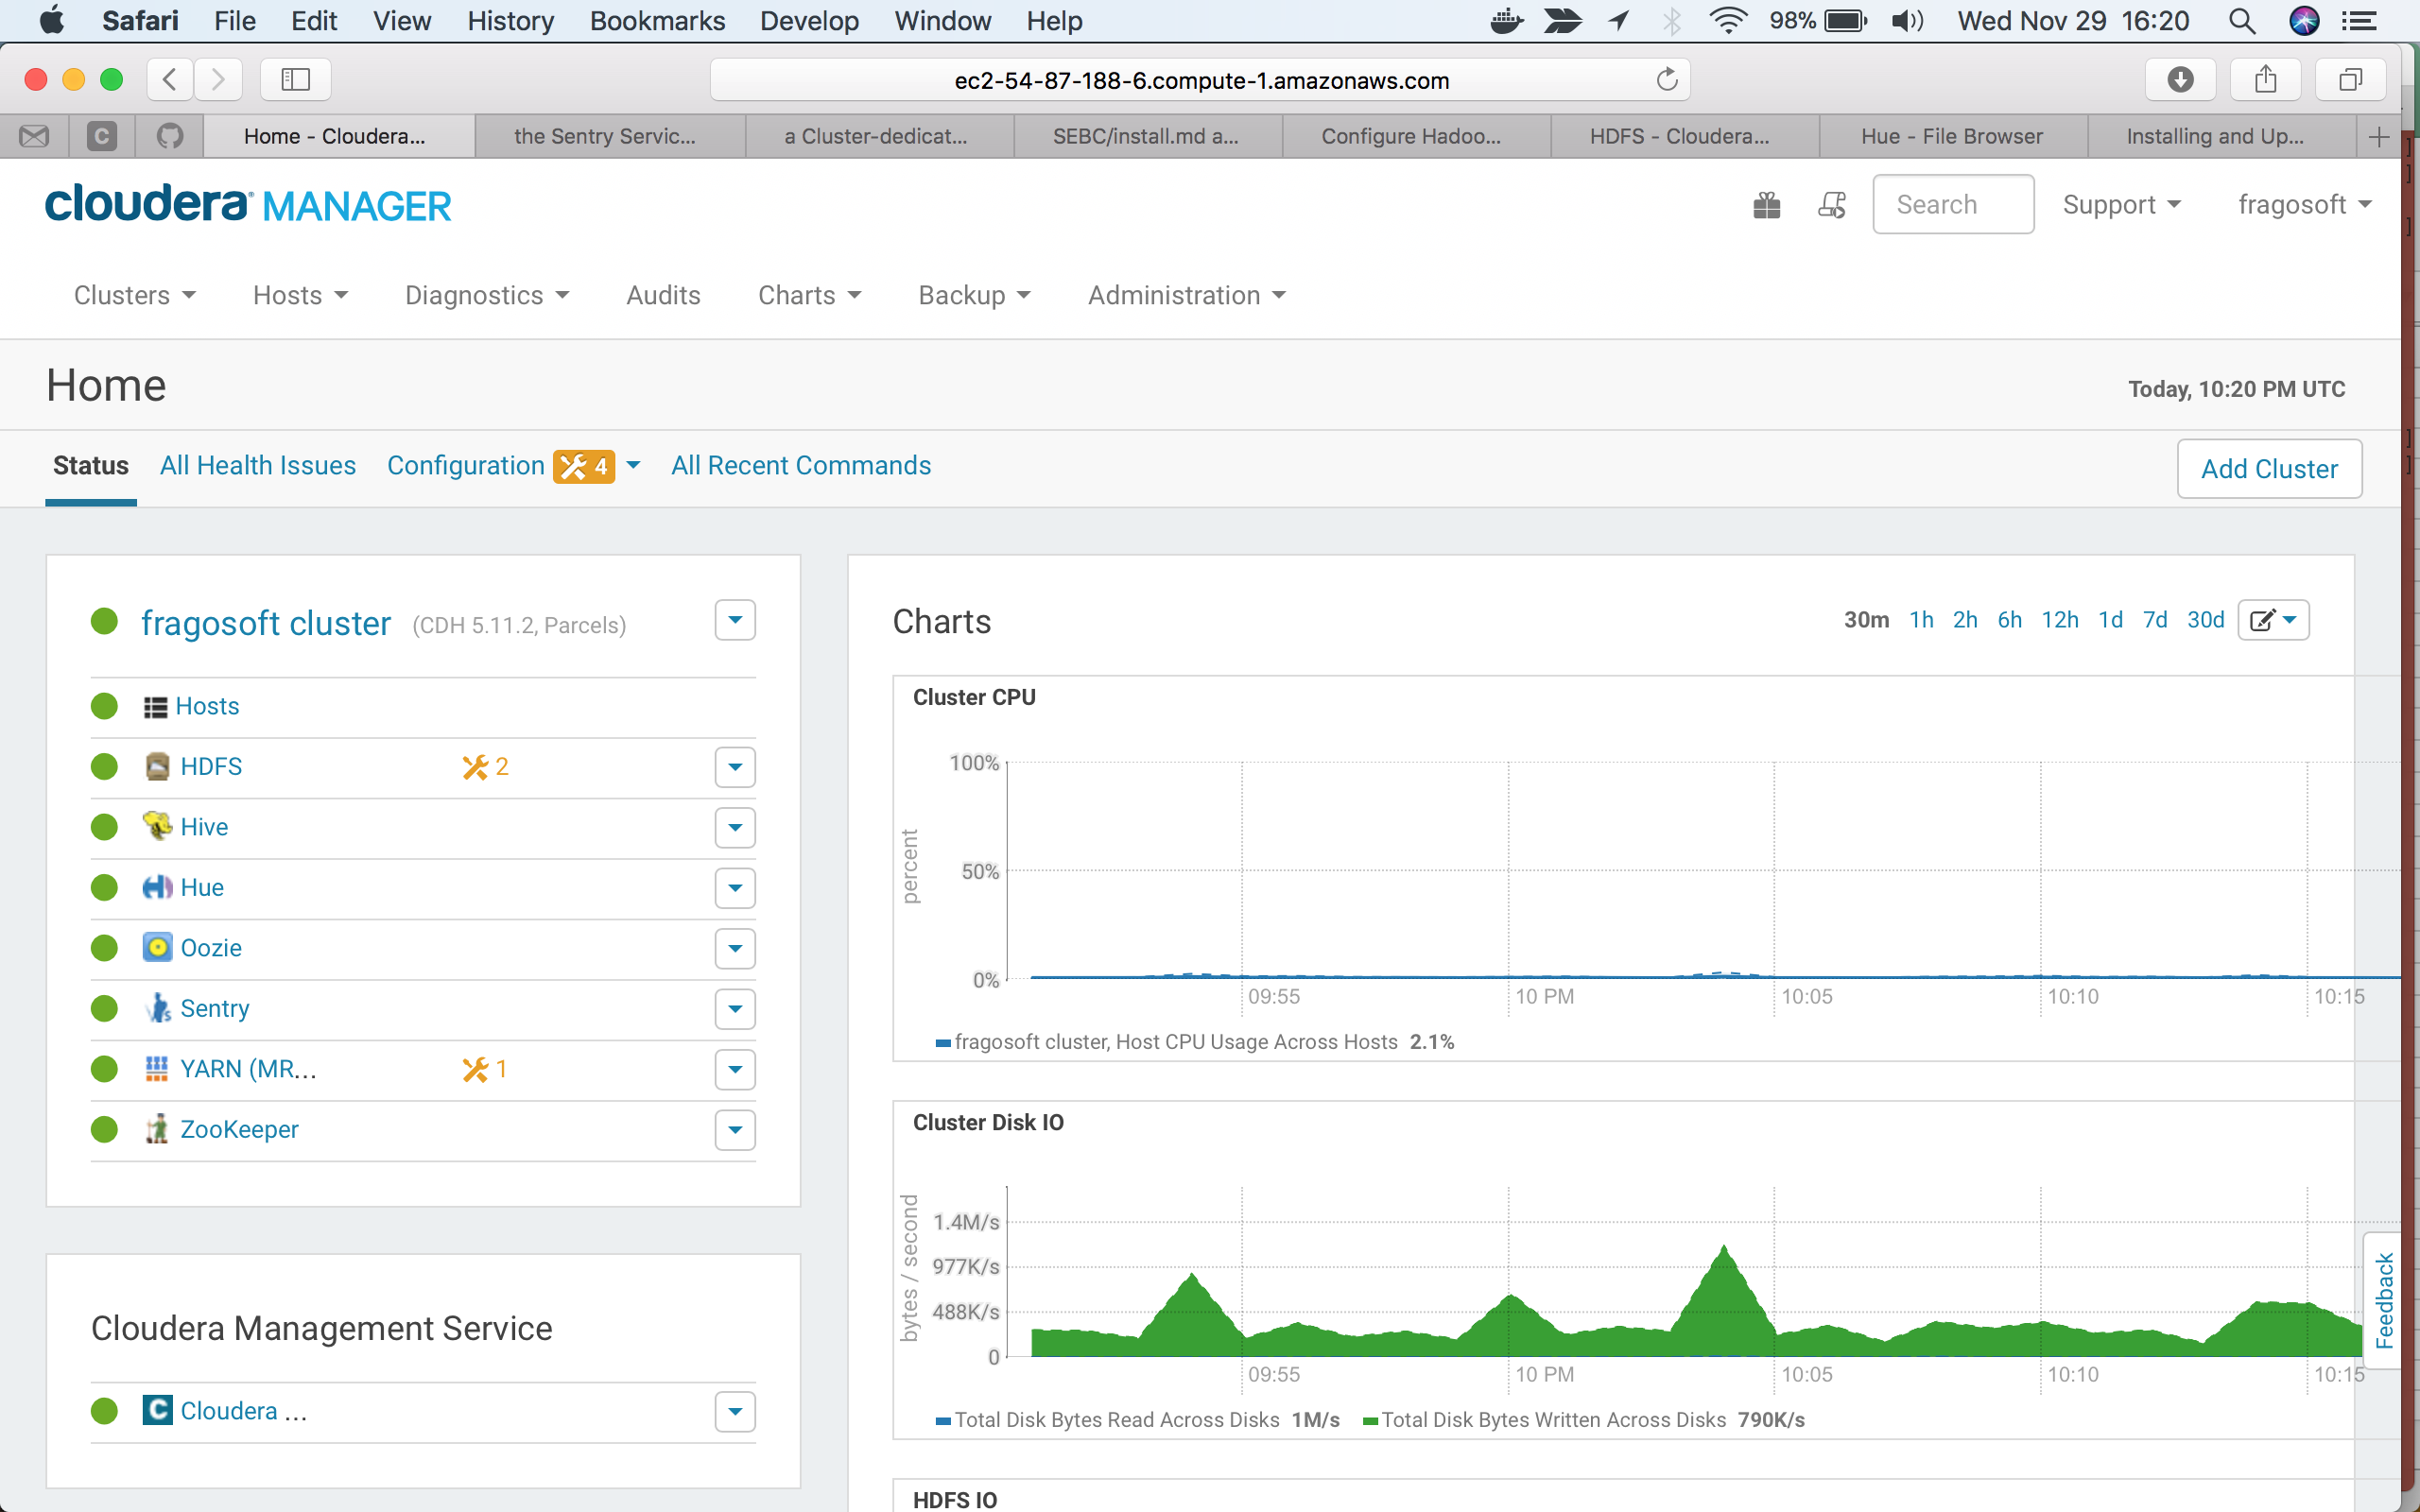 Safari File Edit View History Bookmarks Develop Window Help 98% Wed Nov 29 16:20
ec2-54-87-188-6.compute-1.amazonaws.com
C Home - Cloudera... the Sentry Servic... a Cluster-dedicat... SEBC/install.md a... Configure Hadoo... HDFS - Cloudera... Hue - File Browser Installing and Up...
cloudera MANAGER Search Support fragosoft
Clusters Hosts Diagnostics Audits Charts Backup Administration
Home Today, 10:20 PM UTC
Status All Health Issues Configuration 4 All Recent Commands Add Cluster
fragosoft cluster (CDH 5.11.2, Parcels)
Hosts
HDFS 2
Hive
Hue
Oozie
Sentry
YARN (MR... 1
ZooKeeper
Cloudera Management Service
C Cloudera ...
Charts 30m 1h 2h 6h 12h 1d 7d 30d
Cluster CPU
percent
100%
50%
0%
09:55 10 PM 10:05 10:10 10:15
fragosoft cluster, Host CPU Usage Across Hosts 2.1%
Cluster Disk IO
bytes / second
1.4M/s
977K/s
488K/s
0
09:55 10 PM 10:05 10:10 10:15
Total Disk Bytes Read Across Disks 1M/s Total Disk Bytes Written Across Disks 790K/s
HDFS IO
Feedback